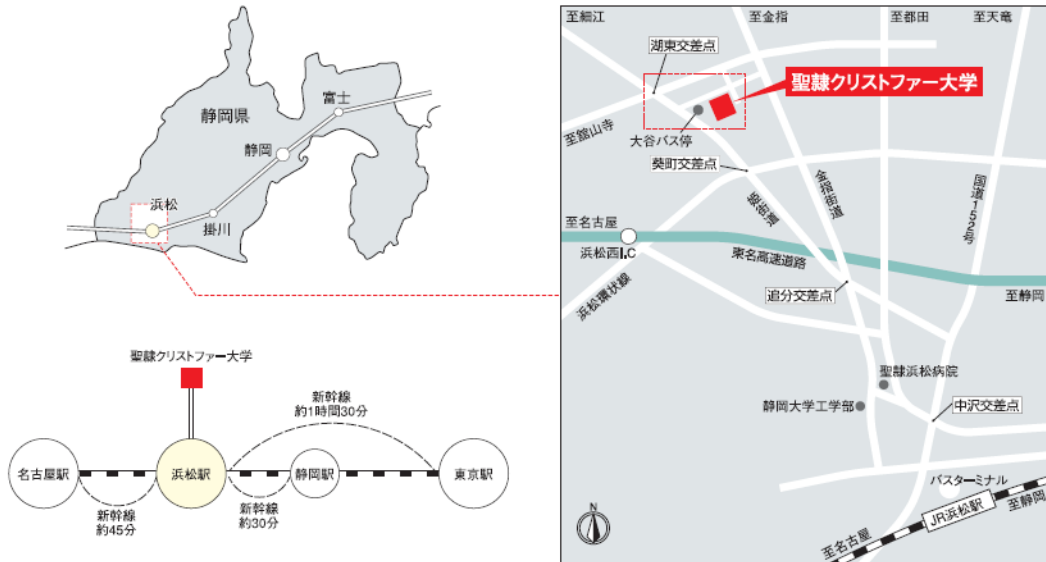 静岡県
富士
静岡
浜松
掛川
聖隷クリストファー大学
新幹線
約1時間30分
名古屋駅
浜松駅
静岡駅
東京駅
新幹線
約45分
新幹線
約30分
至細江
至金指
至都田
至天竜
湖東交差点
聖隷クリストファー大学
大谷バス停
至舘山寺
葵町交差点
姫街道
金指街道
国道152号
至名古屋
浜松西I.C
東名高速道路
至静岡
浜松環状線
追分交差点
聖隷浜松病院
静岡大学工学部
中沢交差点
バスターミナル
JR浜松駅
至静岡
至名古屋
N